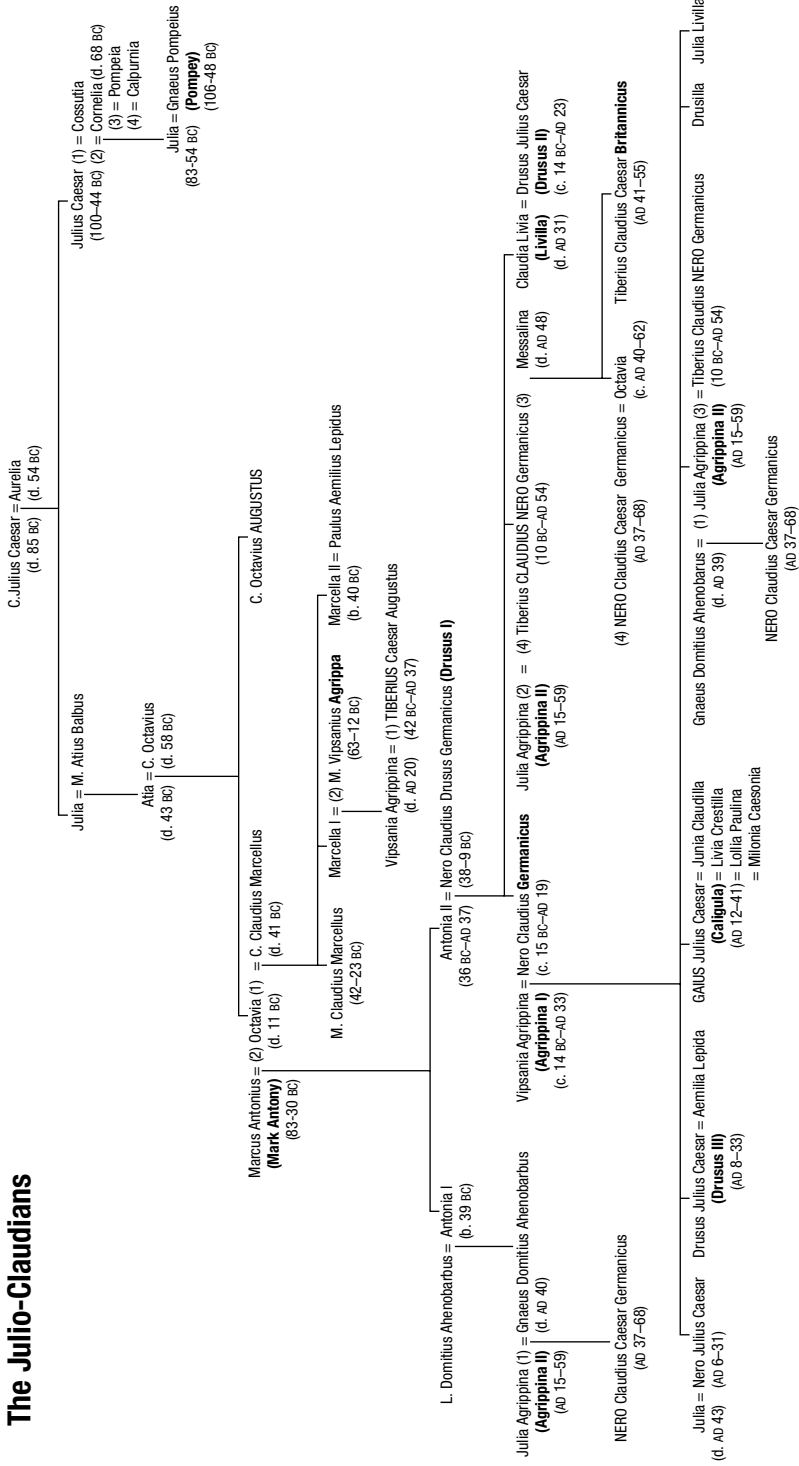 The Julio-Claudians
C.Julius Caesar = Aurelia
(d. 85 BC) (d. 54 BC)
Julia = M. Atius Balbus
Julius Caesar (1) = Cossutia
(100–44 BC) (2) = Cornelia (d. 68 BC)
(3) = Pompeia
(4) = Calpurnia
Atia = C. Octavius
(d. 43 BC) (d. 58 BC)
Julia = Gnaeus Pompeius
(83-54 BC) (Pompey)
(106-48 BC)
Marcus Antonius = (2) Octavia (1) = C. Claudius Marcellus
(Mark Antony) (d. 11 BC) (d. 41 BC)
(83-30 BC)
C. Octavius AUGUSTUS
M. Claudius Marcellus
(42–23 BC)
Marcella I = (2) M. Vipsanius Agrippa
(63–12 BC)
Marcella II = Paulus Aemilius Lepidus
(b. 40 BC)
Vipsania Agrippina = (1) TIBERIUS Caesar Augustus
(d. AD 20) (42 BC–AD 37)
L. Domitius Ahenobarbus = Antonia I
(b. 39 BC)
Antonia II = Nero Claudius Drusus Germanicus (Drusus I)
(36 BC–AD 37) (38–9 BC)
Julia Agrippina (1) = Gnaeus Domitius Ahenobarbus
(Agrippina II) (d. AD 40)
(AD 15–59)
Vipsania Agrippina = Nero Claudius Germanicus
(Agrippina I) (c. 15 BC–AD 19)
(c. 14 BC–AD 33)
Julia Agrippina (2) = (4) Tiberius CLAUDIUS NERO Germanicus (3)
(Agrippina II) (10 BC–AD 54)
(AD 15–59)
Messalina
(d. AD 48)
Claudia Livia = Drusus Julius Caesar
(Livilla) (Drusus II)
(d. AD 31) (c. 14 BC–AD 23)
NERO Claudius Caesar Germanicus
(AD 37–68)
(4) NERO Claudius Caesar Germanicus = Octavia
(AD 37–68) (c. AD 40–62)
Tiberius Claudius Caesar Britannicus
(AD 41–55)
Julia = Nero Julius Caesar
(d. AD 43) (AD 6–31)
Drusus Julius Caesar = Aemilia Lepida
(Drusus III)
(AD 8–33)
GAIUS Julius Caesar = Junia Claudilla
(Caligula) = Livia Crestilla
(AD 12–41) = Lollia Paulina
= Milonia Caesonia
Gnaeus Domitius Ahenobarus = (1) Julia Agrippina (3) = Tiberius Claudius NERO Germanicus
(d. AD 39) (Agrippina II) (10 BC–AD 54)
(AD 15–59)
Drusilla
Julia Livilla
NERO Claudius Caesar Germanicus
(AD 37–68)